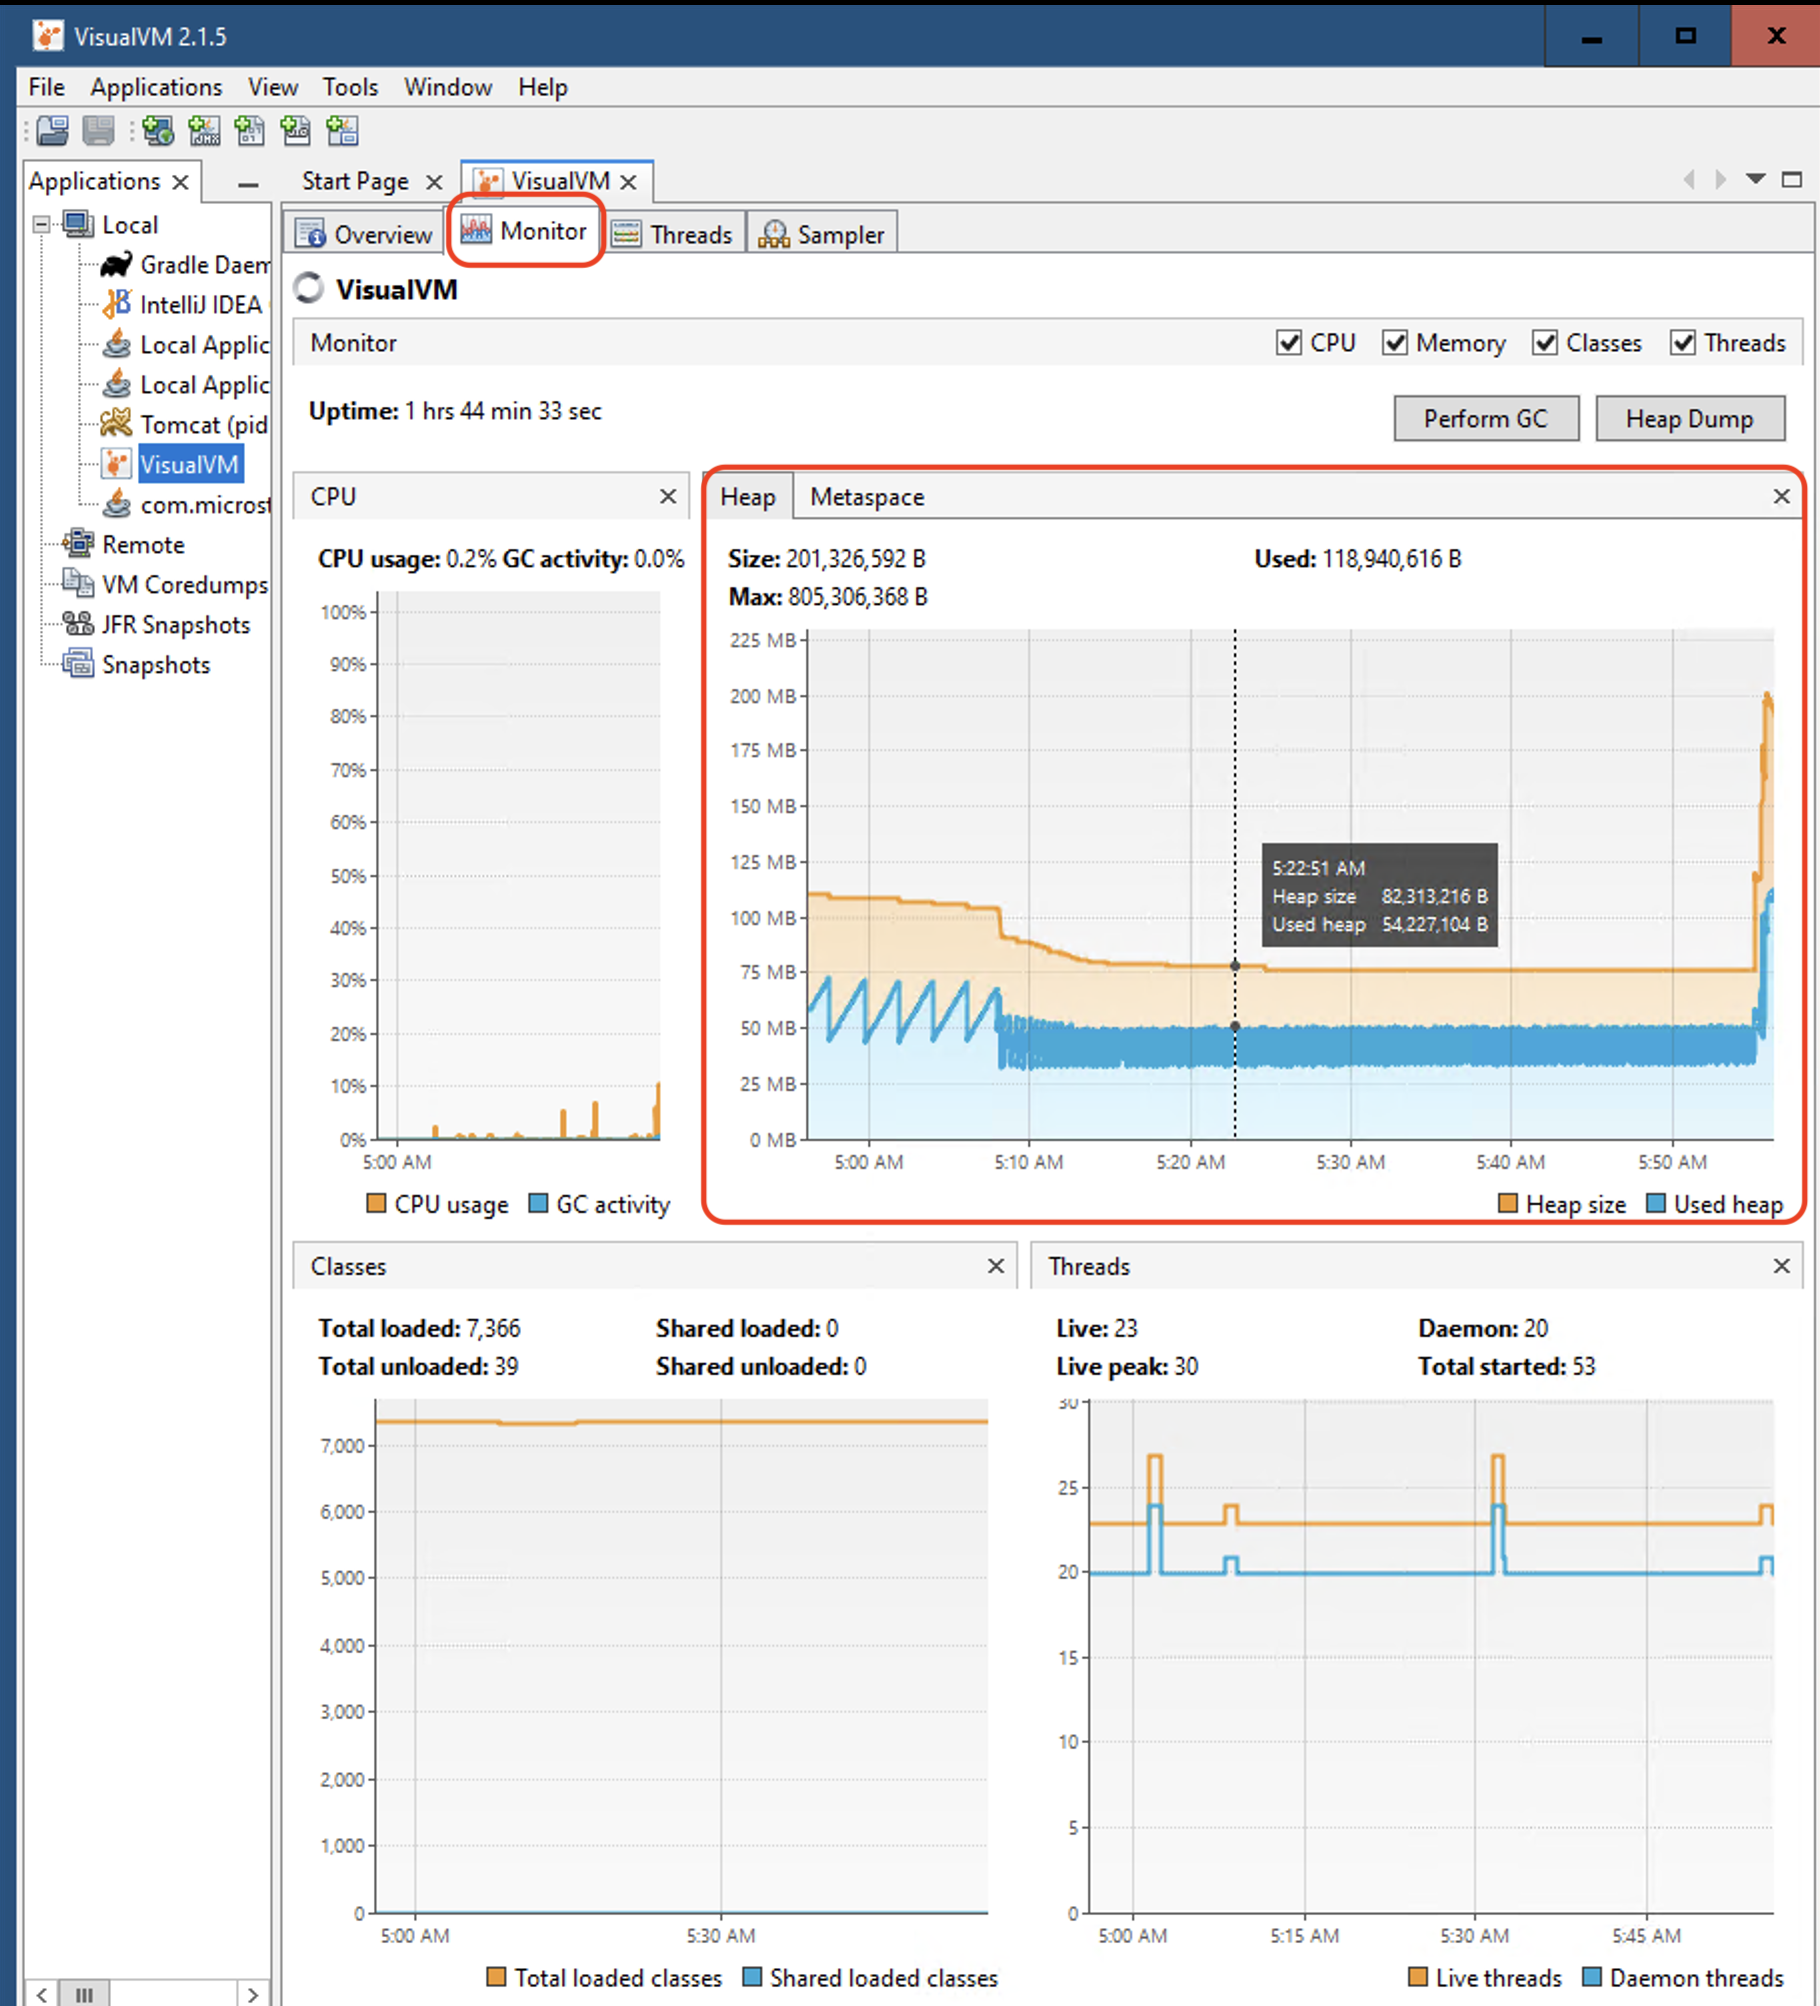 VisualVM 2.1.5
File Applications View Tools Window Help
Applications
Start Page
VisualVM
Local
Gradle Daem
IntelliJ IDEA
Local Applic
Local Applic
Tomcat (pid
VisualVM
com.micros
Remote
VM Coredumps
JFR Snapshots
Snapshots
Overview
Monitor
Threads
Sampler
VisualVM
Monitor
CPU
Memory
Classes
Threads
Uptime: 1 hrs 44 min 33 sec
Perform GC
Heap Dump
CPU
CPU usage: 0.2% GC activity: 0.0%
100%
90%
80%
70%
60%
50%
40%
30%
20%
10%
0%
5:00 AM
CPU usage GC activity
Heap
Metaspace
Size: 201,326,592 B
Used: 118,940,616 B
Max: 805,306,368 B
225 MB
200 MB
175 MB
150 MB
125 MB
100 MB
75 MB
50 MB
25 MB
0 MB
5:22:51 AM
Heap size 82,313,216 B
Used heap 54,227,104 B
5:00 AM 5:10 AM 5:20 AM 5:30 AM 5:40 AM 5:50 AM
Heap size Used heap
Classes
Total loaded: 7,366
Shared loaded: 0
Total unloaded: 39
Shared unloaded: 0
7,000
6,000
5,000
4,000
3,000
2,000
1,000
0
5:00 AM 5:30 AM
Total loaded classes Shared loaded classes
Threads
Live: 23
Daemon: 20
Live peak: 30
Total started: 53
30
25
20
15
10
5
0
5:00 AM 5:15 AM 5:30 AM 5:45 AM
Live threads Daemon threads